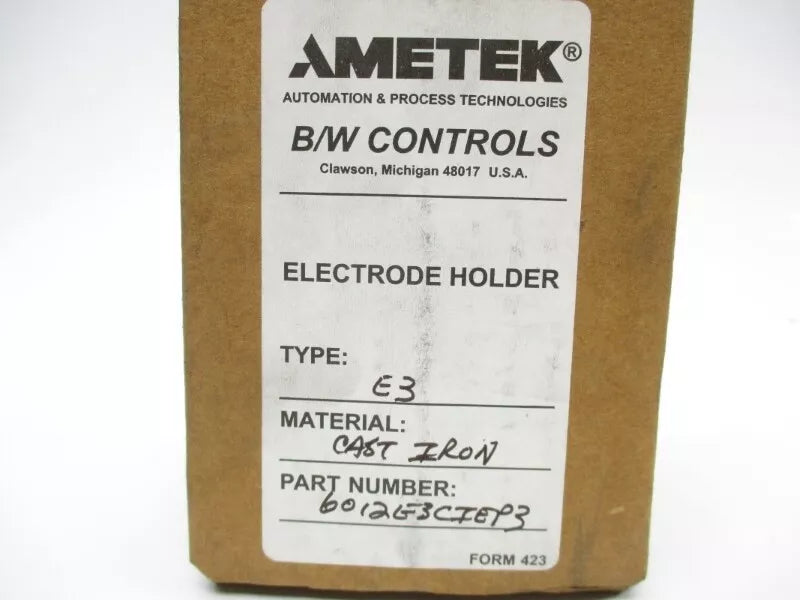 AMETEK®
AUTOMATION & PROCESS TECHNOLOGIES
B/W CONTROLS
Clawson, Michigan 48017 U.S.A.
ELECTRODE HOLDER
TYPE: E3
MATERIAL: CAST IRON
PART NUMBER: 6012E3CIEP3
FORM 423